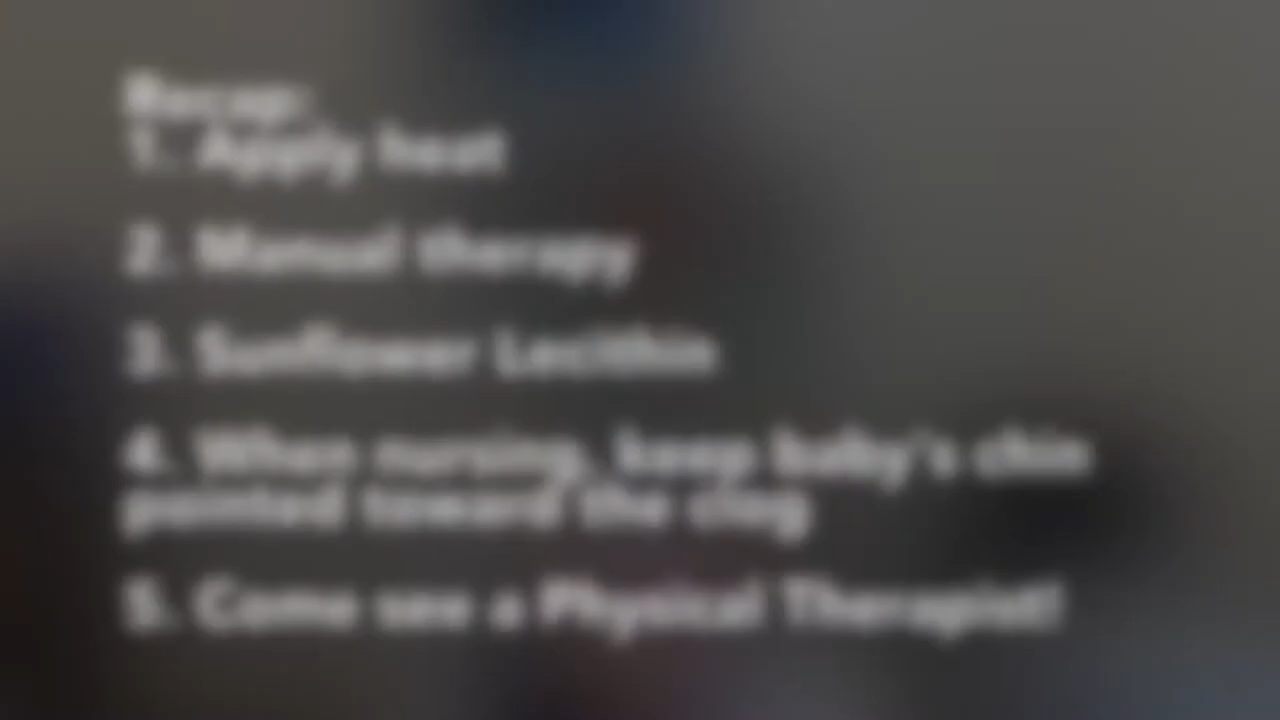 Recap:
1. Apply heat
2. Manual therapy
3. Sunflower Lecithin
4. When nursing, keep baby's chin
pointed toward the clog
5. Come see a Physical Therapist!